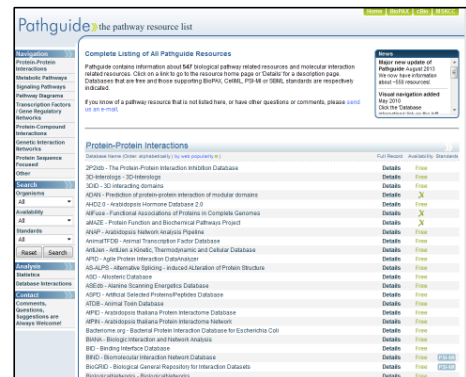 Home | BioPAX | cBio | MSKCC
Pathguide» the pathway resource list
Navigation
Protein-Protein
Interactions
Metabolic Pathways
Signaling Pathways
Pathway Diagrams
Transcription Factors
/ Gene Regulatory
Networks
Protein-Compound
Interactions
Genetic Interaction
Networks
Protein Sequence
Focused
Other
Search
Organisms
All
Availability
All
Standards
All
Reset Search
Analysis
Statistics
Database Interactions
Contact
Comments,
Questions,
Suggestions are
Always Welcome!
Complete Listing of All Pathguide Resources
Pathguide contains information about 547 biological pathway related resources and molecular interaction
related resources. Click on a link to go to the resource home page or 'Details' for a description page.
Databases that are free and those supporting BioPAX, CellML, PSI-MI or SBML standards are respectively
indicated.
If you know of a pathway resource that is not listed here, or have other questions or comments, please send
us an e-mail.
News
Major new update of
Pathguide August 2013
We now have information
about ~550 resources!
Visual navigation added
May 2010
Click the 'Database
Protein-Protein Interactions
Database Name (Order: alphabetically | by web popularity) Full Record Availability Standards
2P2Idb - The Protein-Protein Interaction Inhibition Database Details Free
3D-Interologs - 3D-Interologs Details Free
3DID - 3D interacting domains Details Free
ADAN - Prediction of protein-protein interaction of modular domains Details
AHD2.0 - Arabidopsis Hormone Database 2.0 Details Free
AllFuse - Functional Associations of Proteins in Complete Genomes Details
aMAZE - Protein Function and Biochemical Pathways Project Details
ANAP - Arabidopsis Network Analysis Pipeline Details Free
AnimalTFDB - Animal Transcription Factor Database Details Free
AntiJen - AntiJen a Kinetic, Thermodynamic and Cellular Database Details Free
APID - Agile Protein Interaction DataAnalyzer Details Free
AS-ALPS - Alternative Splicing - induced ALteration of Protein Structure Details Free
ASD - Allosteric Database Details Free
ASEdb - Alanine Scanning Energetics Database Details Free
ASPD - Artificial Selected Proteins/Peptides Database Details Free
ATDB - Animal Toxin Database Details Free
AtPID - Arabidopsis thaliana Protein Interactome Database Details Free
AtPIN - Arabidopsis thaliana Protein Interactome Network Details Free
Bacteriome.org - Bacterial Protein Interaction Database for Escherichia Coli Details Free
BIANA - Biologic Interaction and Network Analysis Details Free
BID - Binding Interface Database Details Free
BIND - Biomolecular Interaction Network Database Details Free PSI-MI
BioGRID - Biological General Repository for Interaction Datasets Details Free PSI-MI
BiologicalNetworks - BiologicalNetworks Details Free